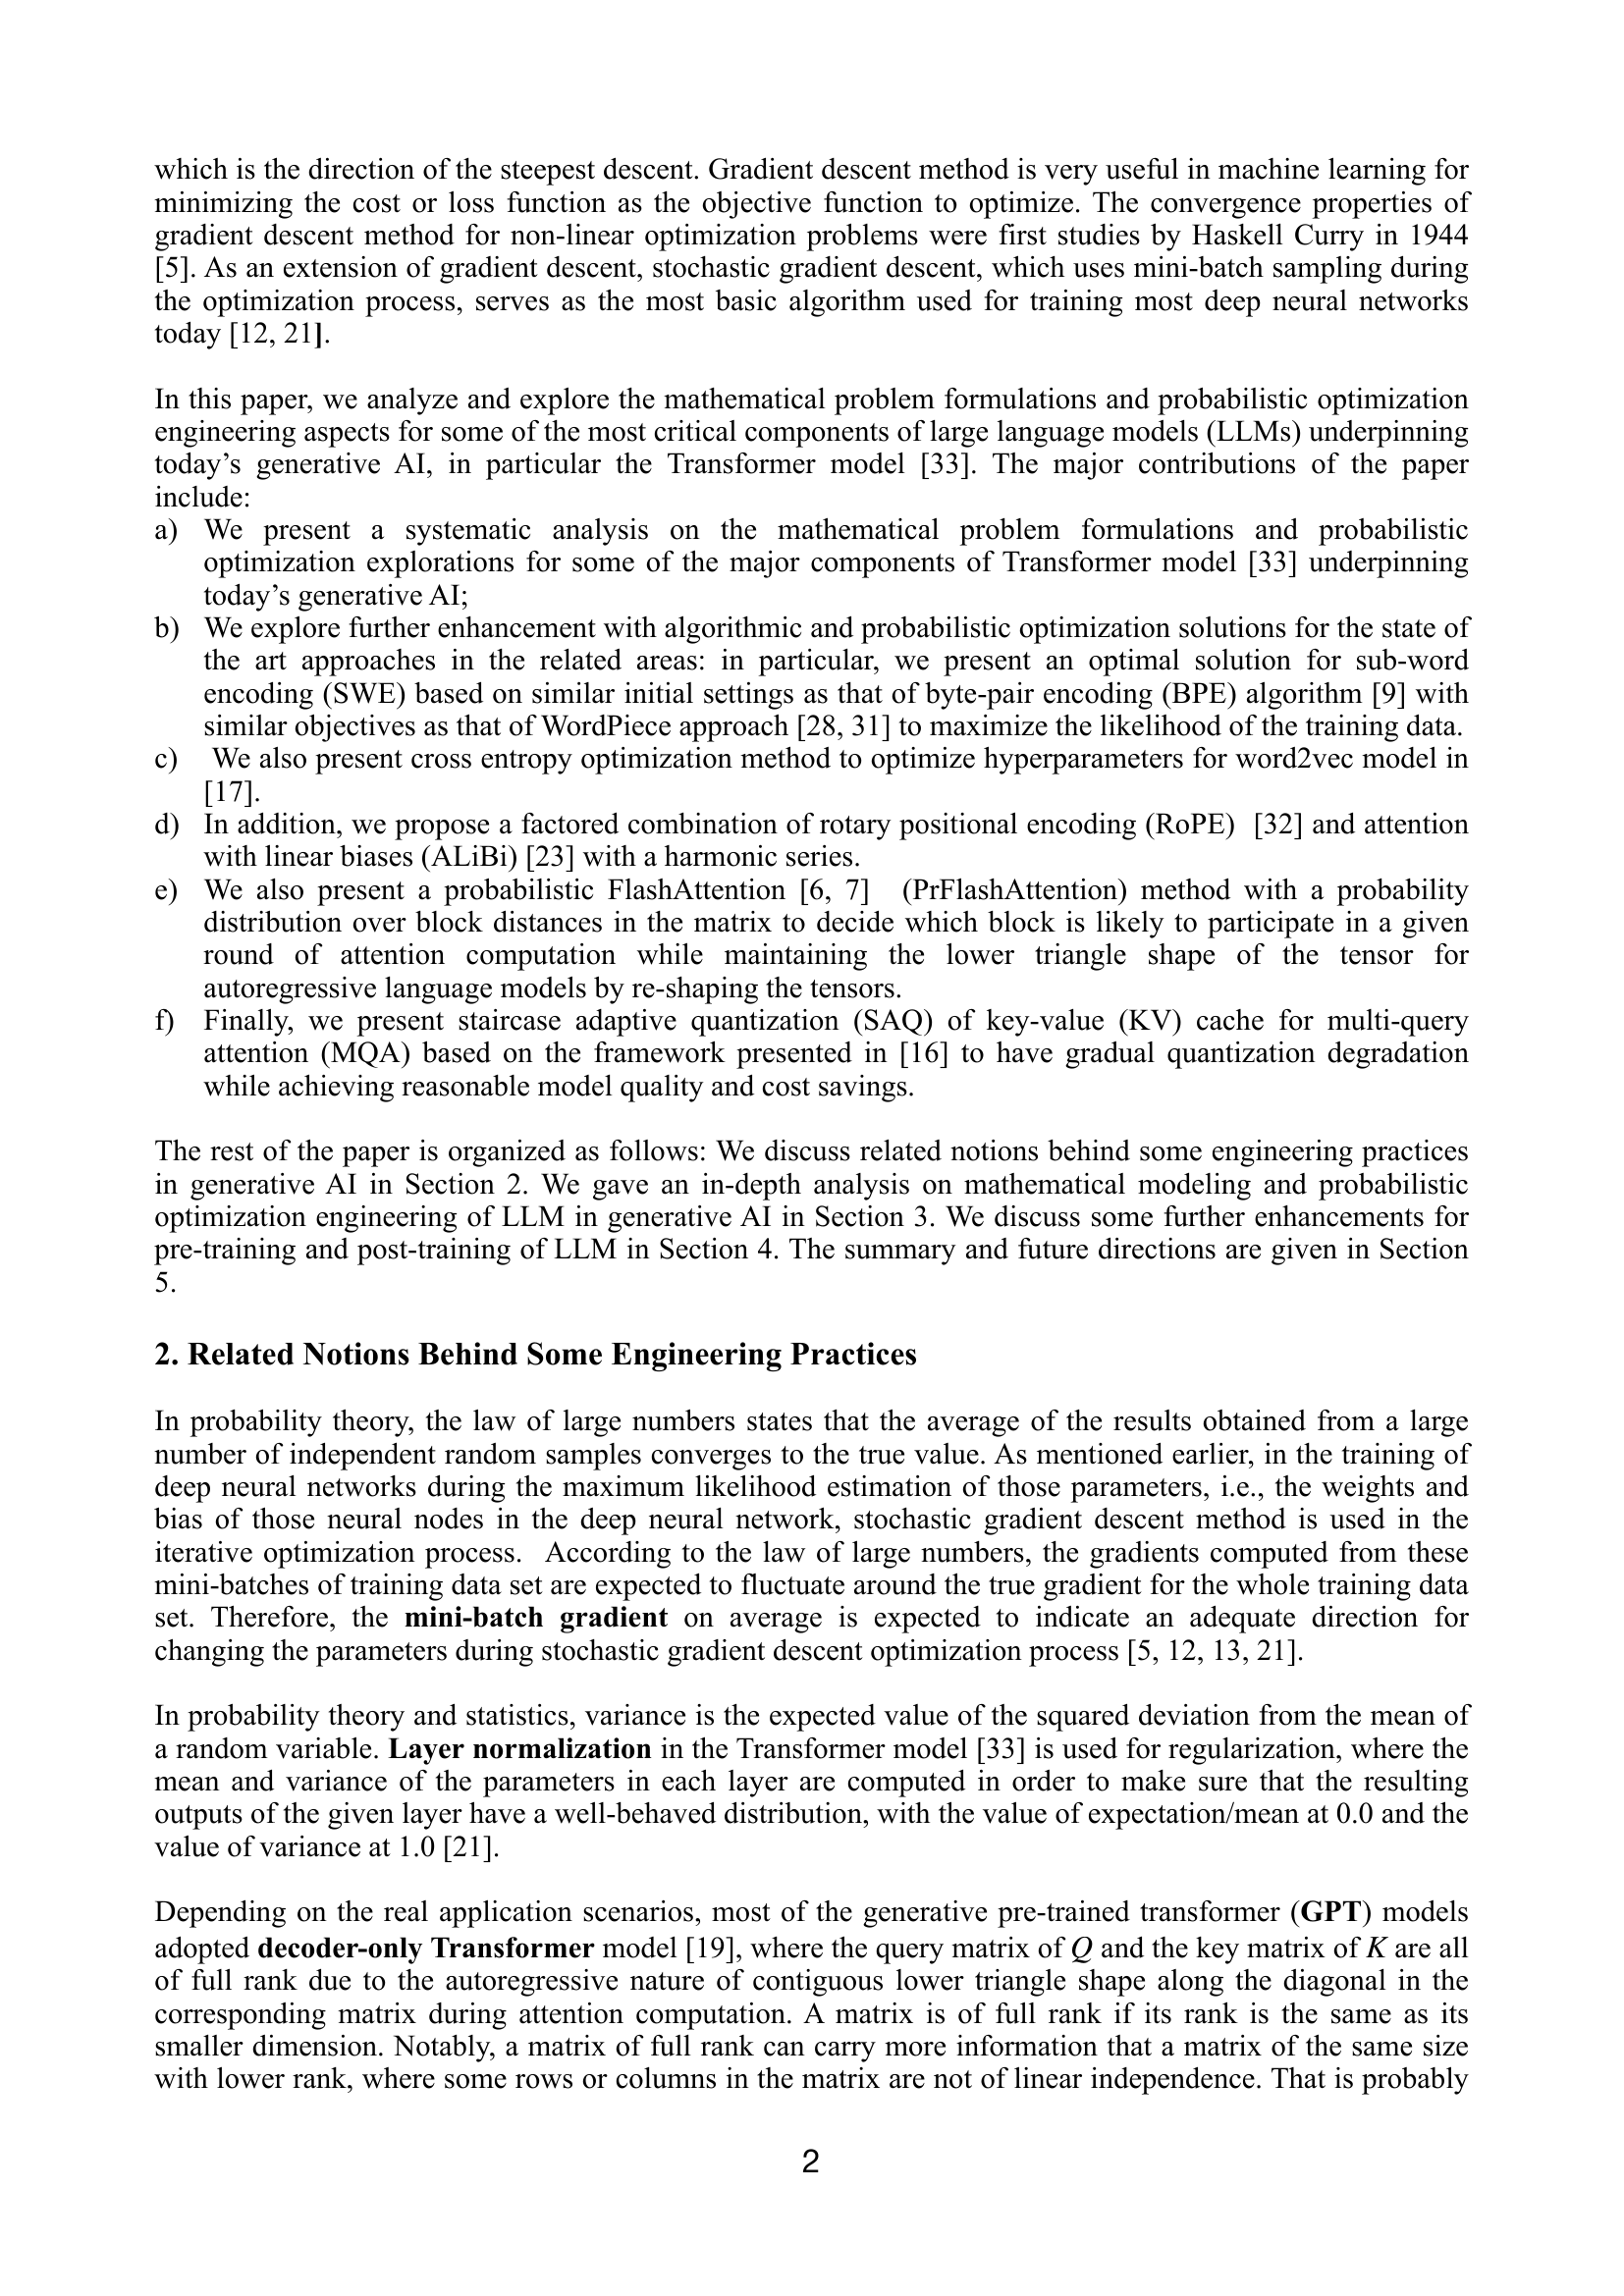 which is the direction of the steepest descent. Gradient descent method is very useful in machine learning for
minimizing the cost or loss function as the objective function to optimize. The convergence properties of
gradient descent method for non-linear optimization problems were first studies by Haskell Curry in 1944
[5]. As an extension of gradient descent, stochastic gradient descent, which uses mini-batch sampling during
the optimization process, serves as the most basic algorithm used for training most deep neural networks
today [12, 21].
In this paper, we analyze and explore the mathematical problem formulations and probabilistic optimization
engineering aspects for some of the most critical components of large language models (LLMs) underpinning
today’s generative AI, in particular the Transformer model [33]. The major contributions of the paper
include:
a) We present a systematic analysis on the mathematical problem formulations and probabilistic
optimization explorations for some of the major components of Transformer model [33] underpinning
today’s generative AI;
b) We explore further enhancement with algorithmic and probabilistic optimization solutions for the state of
the art approaches in the related areas: in particular, we present an optimal solution for sub-word
encoding (SWE) based on similar initial settings as that of byte-pair encoding (BPE) algorithm [9] with
similar objectives as that of WordPiece approach [28, 31] to maximize the likelihood of the training data.
c) We also present cross entropy optimization method to optimize hyperparameters for word2vec model in
[17].
d) In addition, we propose a factored combination of rotary positional encoding (RoPE) [32] and attention
with linear biases (ALiBi) [23] with a harmonic series.
e) We also present a probabilistic FlashAttention [6, 7] (PrFlashAttention) method with a probability
distribution over block distances in the matrix to decide which block is likely to participate in a given
round of attention computation while maintaining the lower triangle shape of the tensor for
autoregressive language models by re-shaping the tensors.
f) Finally, we present staircase adaptive quantization (SAQ) of key-value (KV) cache for multi-query
attention (MQA) based on the framework presented in [16] to have gradual quantization degradation
while achieving reasonable model quality and cost savings.
The rest of the paper is organized as follows: We discuss related notions behind some engineering practices
in generative AI in Section 2. We gave an in-depth analysis on mathematical modeling and probabilistic
optimization engineering of LLM in generative AI in Section 3. We discuss some further enhancements for
pre-training and post-training of LLM in Section 4. The summary and future directions are given in Section
5.
2. Related Notions Behind Some Engineering Practices
In probability theory, the law of large numbers states that the average of the results obtained from a large
number of independent random samples converges to the true value. As mentioned earlier, in the training of
deep neural networks during the maximum likelihood estimation of those parameters, i.e., the weights and
bias of those neural nodes in the deep neural network, stochastic gradient descent method is used in the
iterative optimization process. According to the law of large numbers, the gradients computed from these
mini-batches of training data set are expected to fluctuate around the true gradient for the whole training data
set. Therefore, the mini-batch gradient on average is expected to indicate an adequate direction for
changing the parameters during stochastic gradient descent optimization process [5, 12, 13, 21].
In probability theory and statistics, variance is the expected value of the squared deviation from the mean of
a random variable. Layer normalization in the Transformer model [33] is used for regularization, where the
mean and variance of the parameters in each layer are computed in order to make sure that the resulting
outputs of the given layer have a well-behaved distribution, with the value of expectation/mean at 0.0 and the
value of variance at 1.0 [21].
Depending on the real application scenarios, most of the generative pre-trained transformer (GPT) models
adopted decoder-only Transformer model [19], where the query matrix of Q and the key matrix of K are all
of full rank due to the autoregressive nature of contiguous lower triangle shape along the diagonal in the
corresponding matrix during attention computation. A matrix is of full rank if its rank is the same as its
smaller dimension. Notably, a matrix of full rank can carry more information that a matrix of the same size
with lower rank, where some rows or columns in the matrix are not of linear independence. That is probably
2